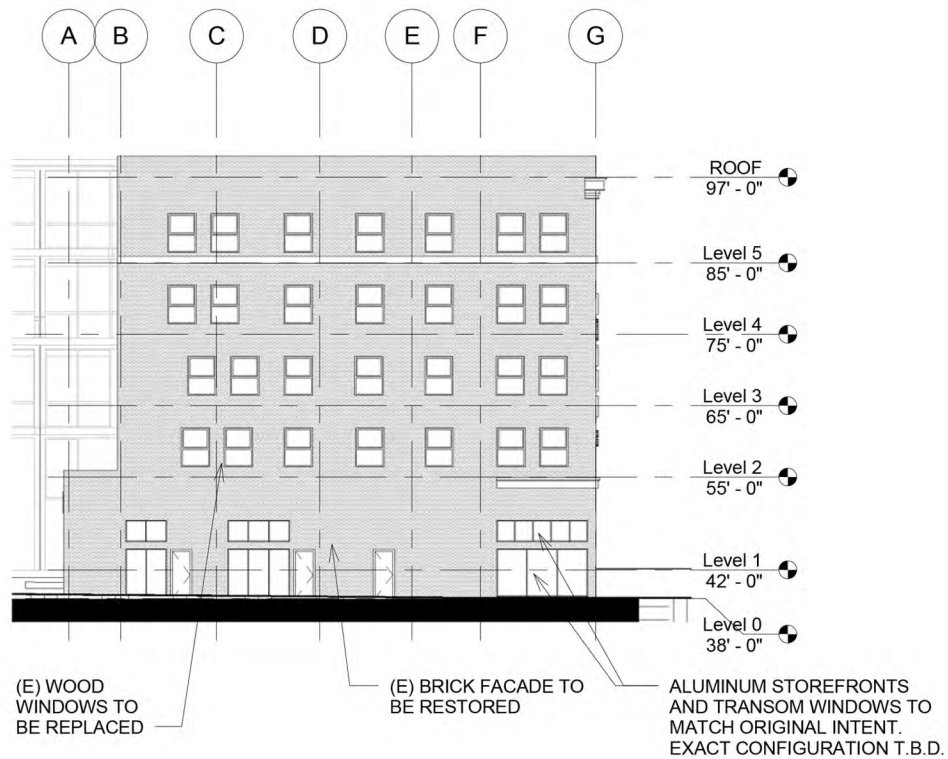 A B C D E F G
ROOF
97' - 0"
Level 5
85' - 0"
Level 4
75' - 0"
Level 3
65' - 0"
Level 2
55' - 0"
Level 1
42' - 0"
Level 0
38' - 0"
(E) WOOD
WINDOWS TO
BE REPLACED
(E) BRICK FACADE TO
BE RESTORED
ALUMINUM STOREFRONTS
AND TRANSOM WINDOWS TO
MATCH ORIGINAL INTENT.
EXACT CONFIGURATION T.B.D.